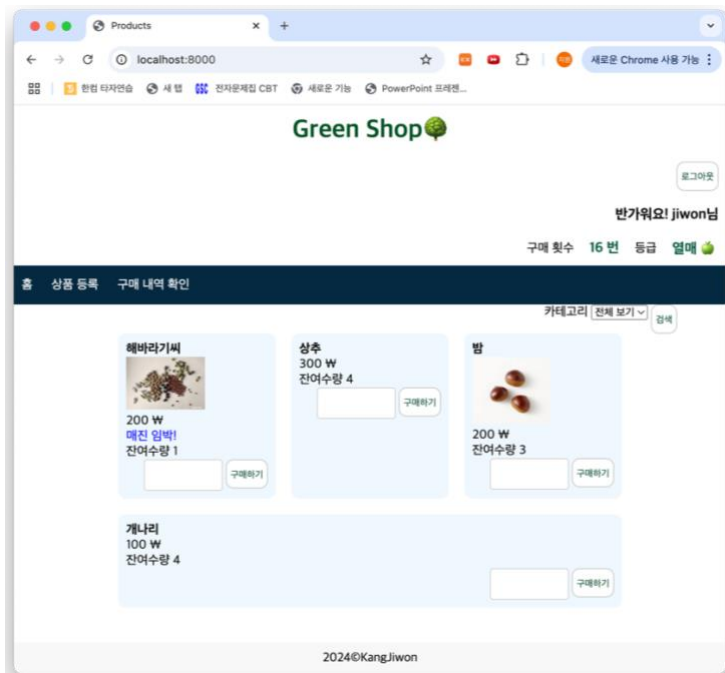 Products
localhost:8000
새로운 Chrome 사용 가능
한컴 타자연습 새 탭 전자문제집 CBT 새로운 기능 PowerPoint 프레젠...
Green Shop
로그아웃
반가워요! jiwon님
구매 횟수 16 번 등급 열매
홈 상품 등록 구매 내역 확인
카테고리 전체 보기 검색
해바라기씨
200 ₩
매진 임박!
잔여수량 1
구매하기
상추
300 ₩
잔여수량 4
구매하기
밤
200 ₩
잔여수량 3
구매하기
개나리
100 ₩
잔여수량 4
구매하기
2024©KangJiwon